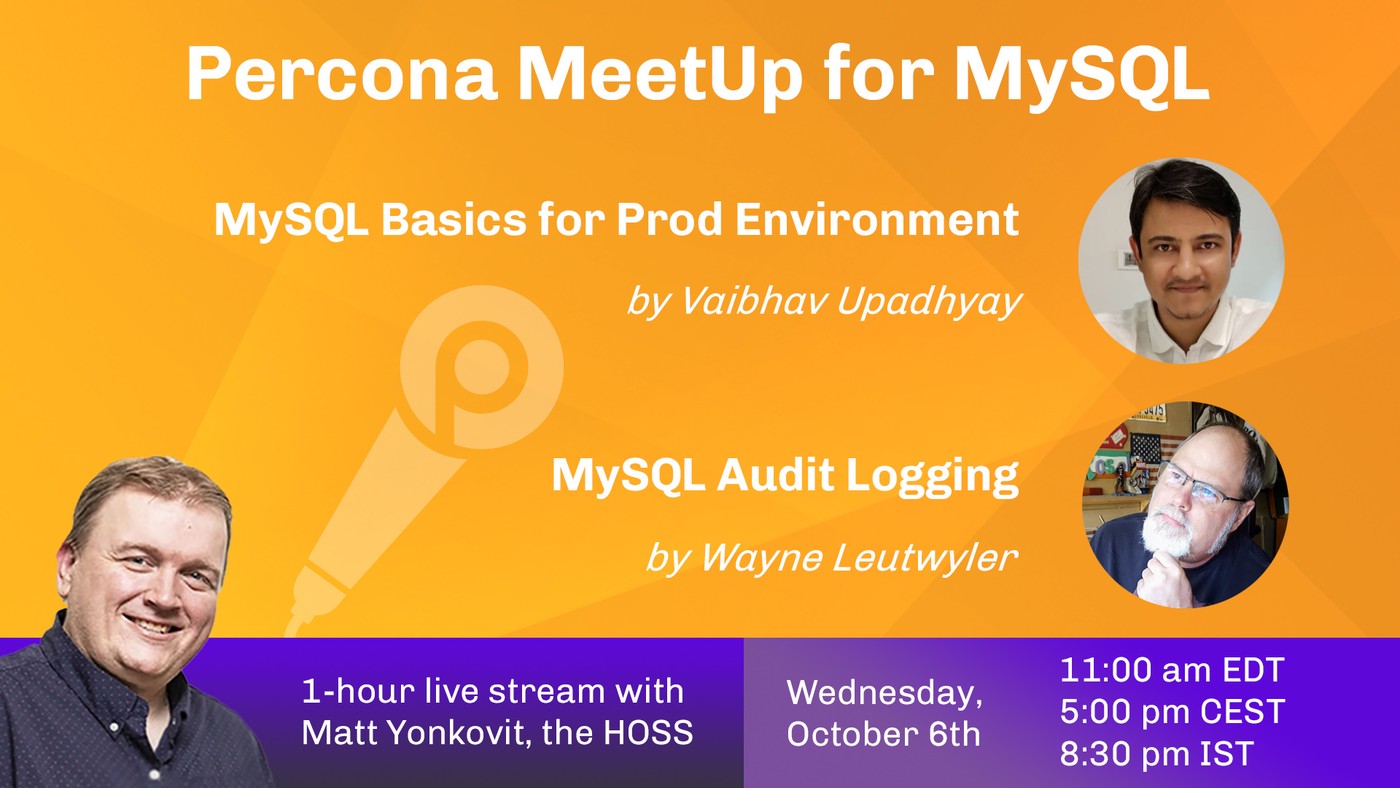 Percona MeetUp for MySQL
MySQL Basics for Prod Environment
by Vaibhav Upadhyay
MySQL Audit Logging
by Wayne Leutwyler
1-hour live stream with
Matt Yonkovit, the HOSS
Wednesday,
October 6th
11:00 am EDT
5:00 pm CEST
8:30 pm IST